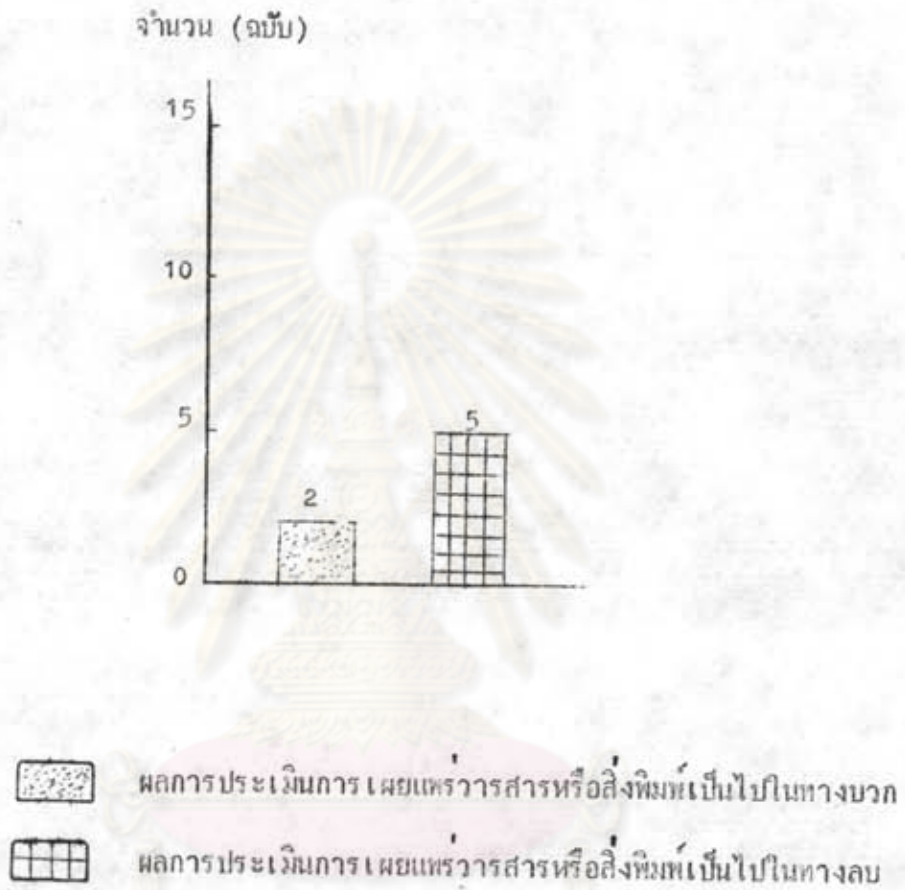 จำนวน (ฉบับ)
15
10
5
0
2
5
ผลการประเมินการเผยแพร่วารสารหรือสิ่งพิมพ์เป็นไปในทางบวก
ผลการประเมินการเผยแพร่วารสารหรือสิ่งพิมพ์เป็นไปในทางลบ